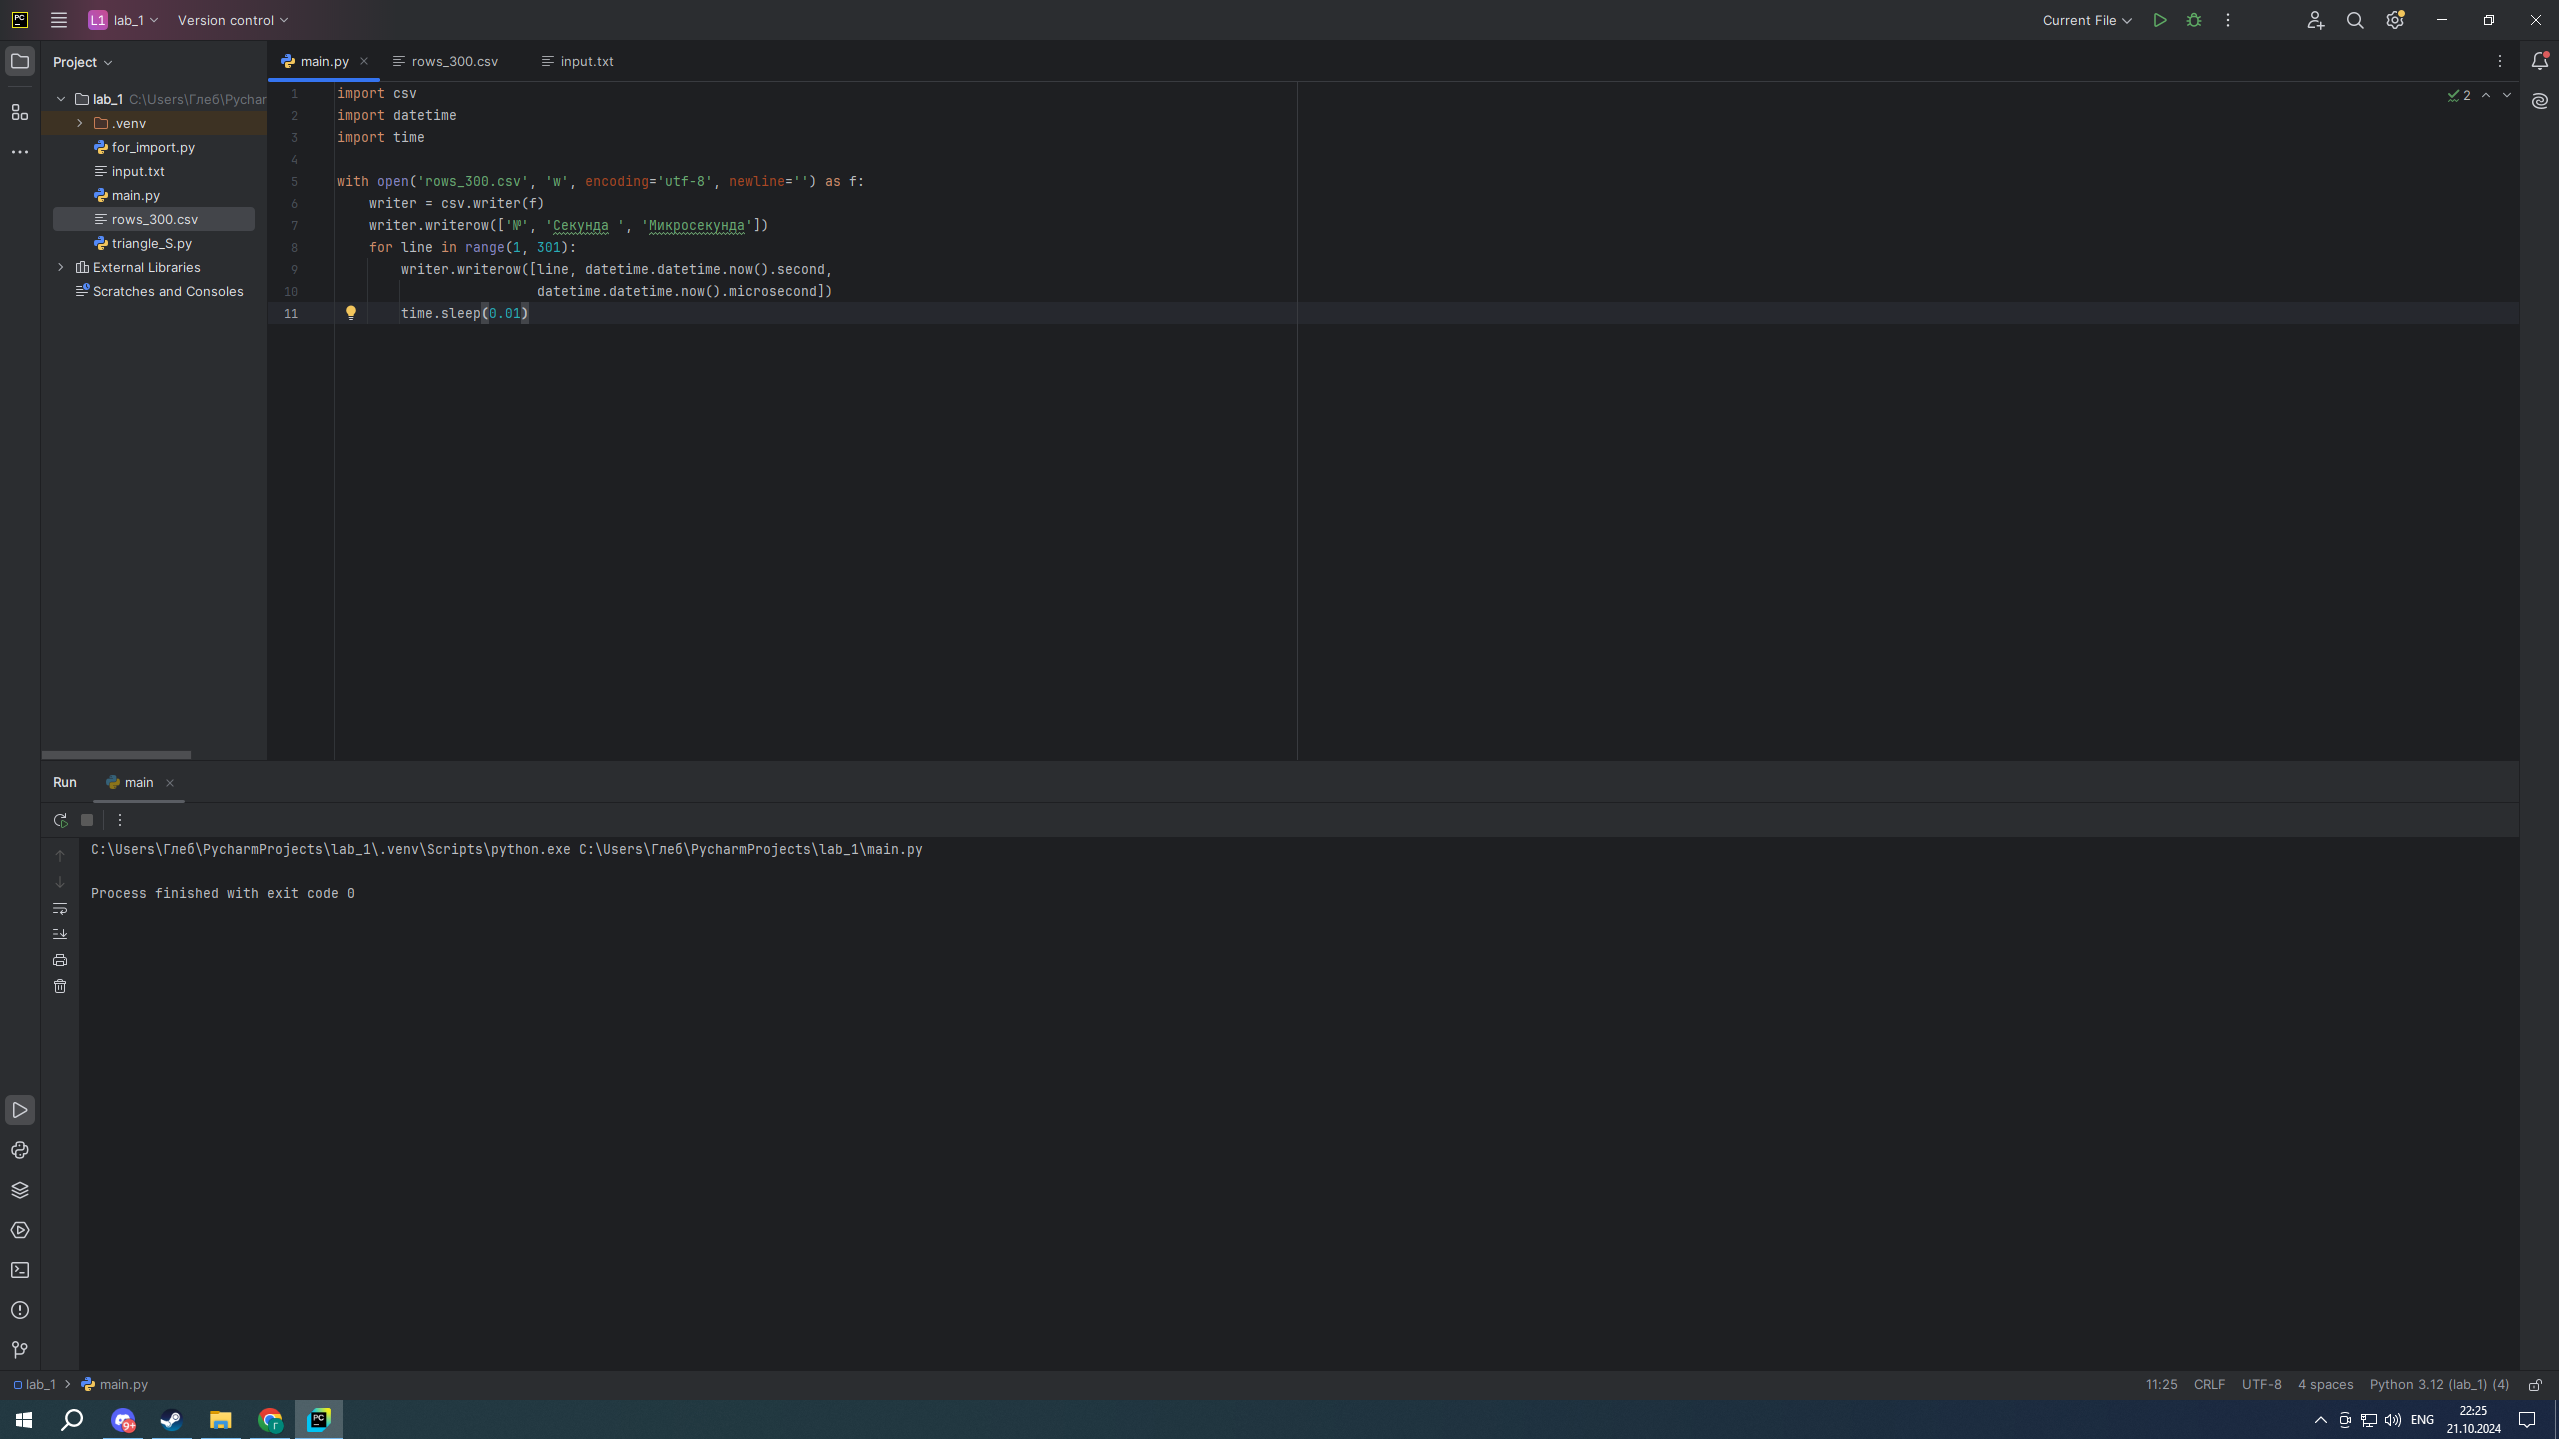 L1 lab_1 Version control Current File
Project
main.py rows_300.csv input.txt
lab_1 C:\Users\Глеб\Pychar
.venv
for_import.py
input.txt
main.py
rows_300.csv
triangle_S.py
External Libraries
Scratches and Consoles
2
1 import csv
2 import datetime
3 import time
4
5 with open('rows_300.csv', 'w', encoding='utf-8', newline='') as f:
6 writer = csv.writer(f)
7 writer.writerow(['№', 'Секунда ', 'Микросекунда'])
8 for line in range(1, 301):
9 writer.writerow([line, datetime.datetime.now().second,
10 datetime.datetime.now().microsecond])
11 time.sleep(0.01)
Run main
C:\Users\Глеб\PycharmProjects\lab_1\.venv\Scripts\python.exe C:\Users\Глеб\PycharmProjects\lab_1\main.py
Process finished with exit code 0
lab_1 main.py 11:25 CRLF UTF-8 4 spaces Python 3.12 (lab_1) (4)
9+ ENG 22:25
21.10.2024